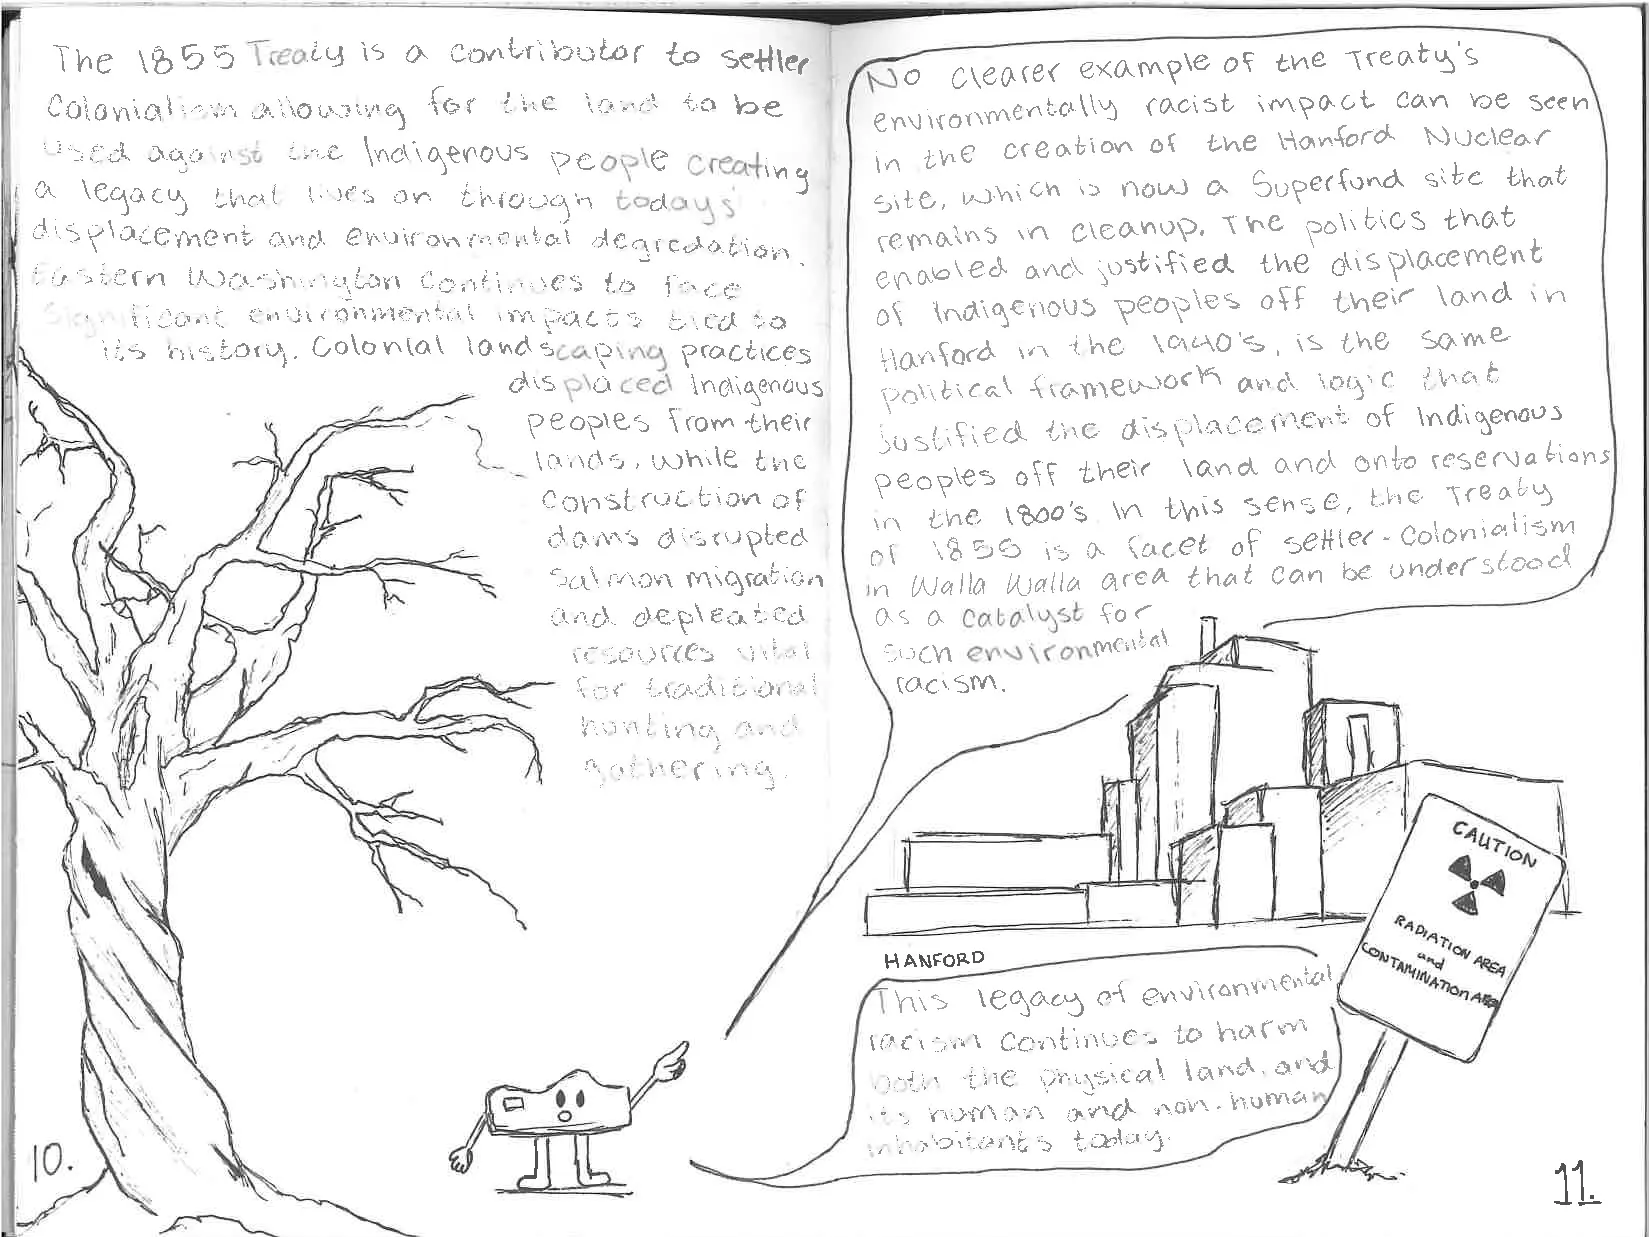 The 1855 Treaty is a contributor to settler
Colonialism allowing for the land to be
used against the Indigenous people creating
a legacy that lives on through todays'
displacement and environmental degredation.
Eastern Washington continues to face
Significant environmental impacts tied to
its history. Colonial landscaping practices
displaced Indigenous
peoples from their
lands, while the
construction of
dams disrupted
salmon migration
and depleated
resources vital
for traditional
hunting and
gathering.
10.
No clearer example of the Treaty's
environmentally racist impact can be seen
in the creation of the Hanford Nuclear
site, which is now a Superfund site that
remains in cleanup. The politics that
enabled and justified the displacement
of Indigenous peoples off their land in
Hanford in the 1940's, is the same
political framework and logic that
justified the displacement of Indigenous
peoples off their land and onto reservations
in the 1800's. In this sense, the Treaty
of 1855 is a facet of settler-colonialism
in Walla Walla area that can be understood
as a catalyst for
such environmental
racism.
HANFORD
CAUTION
RADIATION AREA
and
CONTAMINATION AREA
This legacy of environmental
racism continues to harm
both the physical land, and
its human and non-human
inhabitants today.
11.